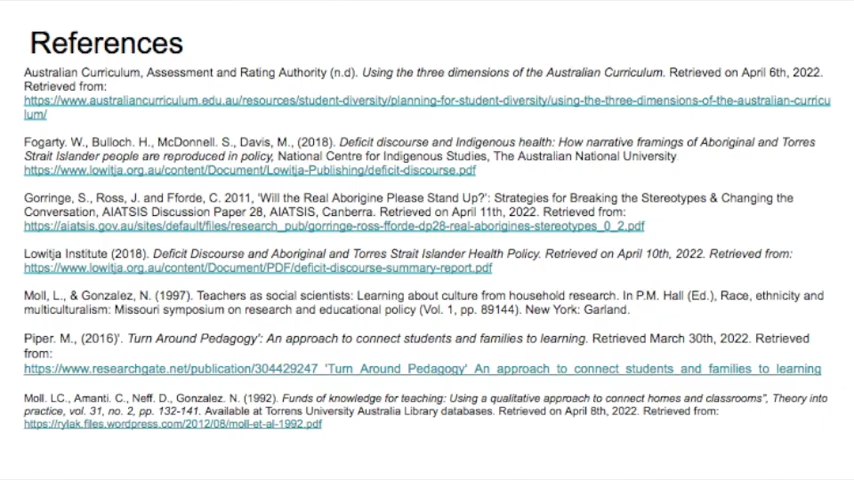 References
Australian Curriculum, Assessment and Rating Authority (n.d). Using the three dimensions of the Australian Curriculum. Retrieved on April 6th, 2022.
Retrieved from:
https://www.australiancurriculum.edu.au/resources/student-diversity/planning-for-student-diversity/using-the-three-dimensions-of-the-australian-curricu
lum/
Fogarty. W., Bulloch. H., McDonnell. S., Davis, M., (2018). Deficit discourse and Indigenous health: How narrative framings of Aboriginal and Torres
Strait Islander people are reproduced in policy, National Centre for Indigenous Studies, The Australian National University
https://www.lowitja.org.au/content/Document/Lowitja-Publishing/deficit-discourse.pdf
Gorringe, S., Ross, J. and Fforde, C. 2011, 'Will the Real Aborigine Please Stand Up?': Strategies for Breaking the Stereotypes & Changing the
Conversation, AIATSIS Discussion Paper 28, AIATSIS, Canberra. Retrieved on April 11th, 2022. Retrieved from:
https://aiatsis.gov.au/sites/default/files/research_pub/gorringe-ross-fforde-dp28-real-aborigines-stereotypes_0_2.pdf
Lowitja Institute (2018). Deficit Discourse and Aboriginal and Torres Strait Islander Health Policy. Retrieved on April 10th, 2022. Retrieved from:
https://www.lowitja.org.au/content/Document/PDF/deficit-discourse-summary-report.pdf
Moll, L., & Gonzalez, N. (1997). Teachers as social scientists: Learning about culture from household research. In P.M. Hall (Ed.), Race, ethnicity and
multiculturalism: Missouri symposium on research and educational policy (Vol. 1, pp. 89144). New York: Garland.
Piper. M., (2016)'. Turn Around Pedagogy': An approach to connect students and families to learning. Retrieved March 30th, 2022. Retrieved
from:
https://www.researchgate.net/publication/304429247_'Turn_Around_Pedagogy'_An_approach_to_connect_students_and_families_to_learning
Moll. LC., Amanti. C., Neff. D., Gonzalez. N. (1992). Funds of knowledge for teaching: Using a qualitative approach to connect homes and classrooms", Theory into
practice, vol. 31, no. 2, pp. 132-141. Available at Torrens University Australia Library databases. Retrieved on April 8th, 2022. Retrieved from:
https://rylak.files.wordpress.com/2012/08/moll-et-al-1992.pdf